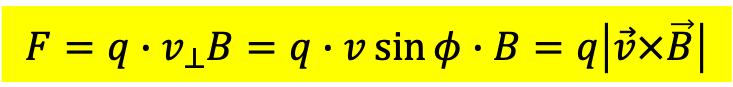 F = q · v⊥B = q · v sin ϕ · B = q|v⃗×B⃗|